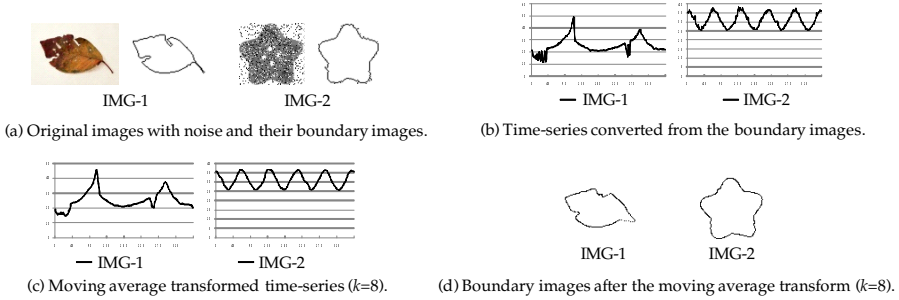 IMG-1
IMG-2
(a) Original images with noise and their boundary images.
IMG-1
IMG-2
(b) Time-series converted from the boundary images.
IMG-1
IMG-2
(c) Moving average transformed time-series (k=8).
IMG-1
IMG-2
(d) Boundary images after the moving average transform (k=8).